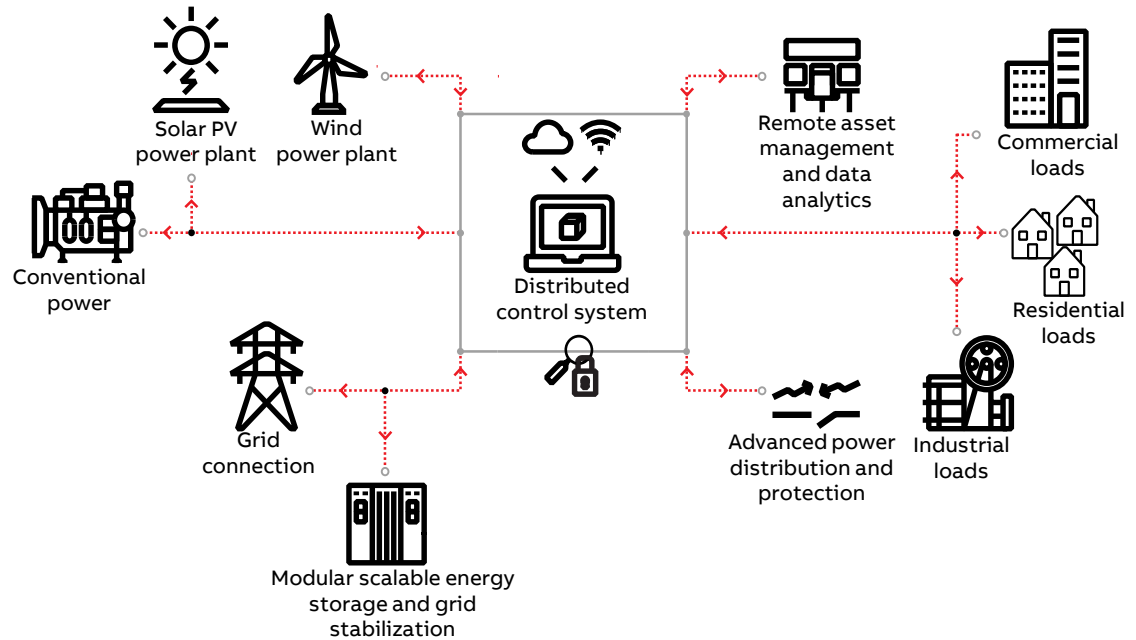 Solar PV
power plant
Wind
power plant
Remote asset
management
and data
analytics
Commercial
loads
Conventional
power
Distributed
control system
Residential
loads
Grid
connection
Advanced power
distribution and
protection
Industrial
loads
Modular scalable energy
storage and grid
stabilization